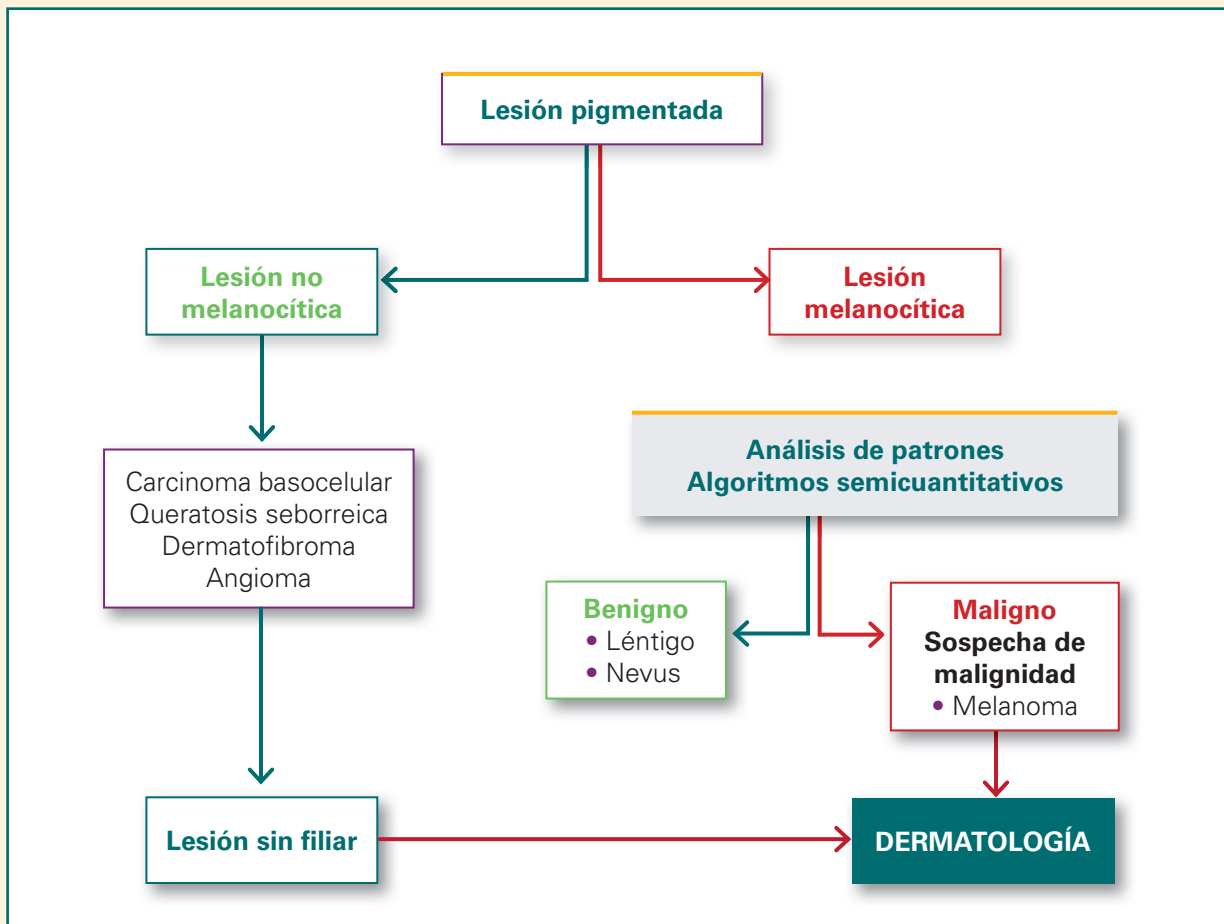 Lesión pigmentada
Lesión no
melanocítica
Lesión
melanocítica
Carcinoma basocelular
Queratosis seborreica
Dermatofibroma
Angioma
Análisis de patrones
Algoritmos semicuantitativos
Benigno
• Léntigo
• Nevus
Maligno
Sospecha de
malignidad
• Melanoma
Lesión sin filiar
DERMATOLOGÍA